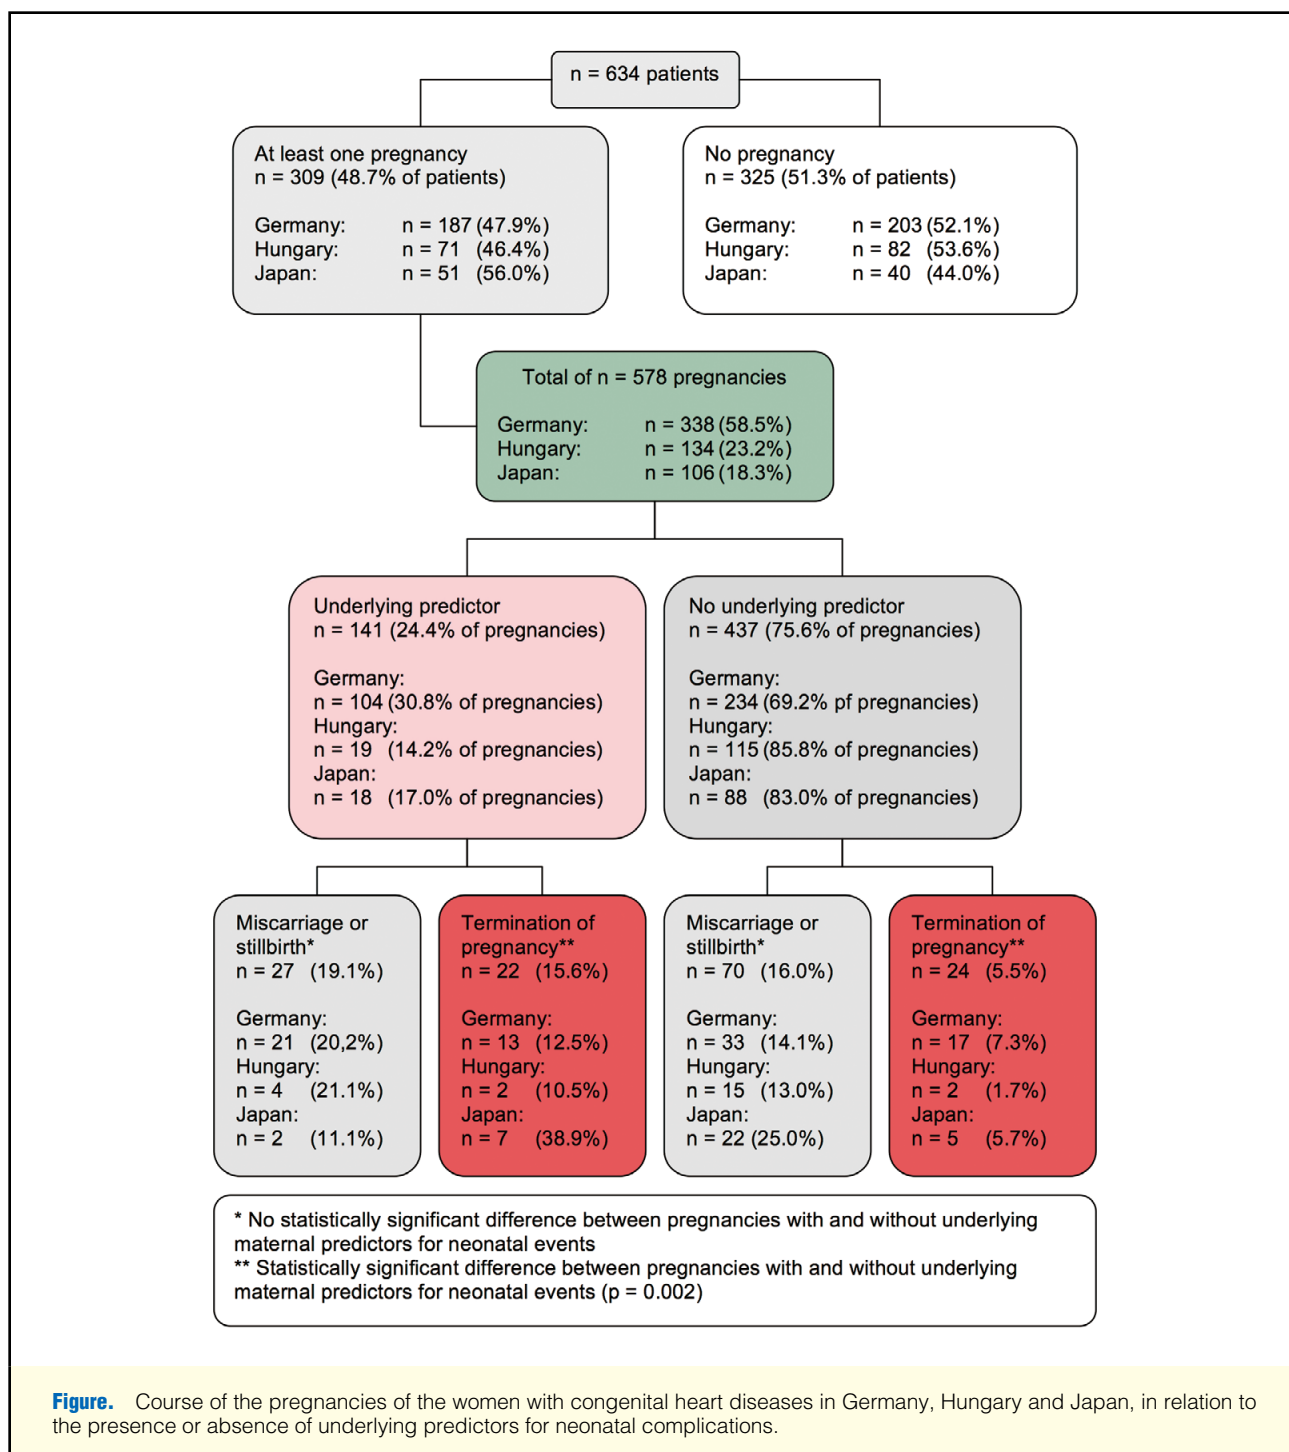 n = 634 patients
At least one pregnancy
n = 309 (48.7% of patients)
Germany: n = 187 (47.9%)
Hungary: n = 71 (46.4%)
Japan: n = 51 (56.0%)
No pregnancy
n = 325 (51.3% of patients)
Germany: n = 203 (52.1%)
Hungary: n = 82 (53.6%)
Japan: n = 40 (44.0%)
Total of n = 578 pregnancies
Germany: n = 338 (58.5%)
Hungary: n = 134 (23.2%)
Japan: n = 106 (18.3%)
Underlying predictor
n = 141 (24.4% of pregnancies)
Germany:
n = 104 (30.8% of pregnancies)
Hungary:
n = 19 (14.2% of pregnancies)
Japan:
n = 18 (17.0% of pregnancies)
No underlying predictor
n = 437 (75.6% of pregnancies)
Germany:
n = 234 (69.2% pf pregnancies)
Hungary:
n = 115 (85.8% of pregnancies)
Japan:
n = 88 (83.0% of pregnancies)
Miscarriage or
stillbirth*
n = 27 (19.1%)
Germany:
n = 21 (20,2%)
Hungary:
n = 4 (21.1%)
Japan:
n = 2 (11.1%)
Termination of
pregnancy**
n = 22 (15.6%)
Germany:
n = 13 (12.5%)
Hungary:
n = 2 (10.5%)
Japan:
n = 7 (38.9%)
Miscarriage or
stillbirth*
n = 70 (16.0%)
Germany:
n = 33 (14.1%)
Hungary:
n = 15 (13.0%)
Japan:
n = 22 (25.0%)
Termination of
pregnancy**
n = 24 (5.5%)
Germany:
n = 17 (7.3%)
Hungary:
n = 2 (1.7%)
Japan:
n = 5 (5.7%)
* No statistically significant difference between pregnancies with and without underlying
maternal predictors for neonatal events
** Statistically significant difference between pregnancies with and without underlying
maternal predictors for neonatal events (p = 0.002)
Figure. Course of the pregnancies of the women with congenital heart diseases in Germany, Hungary and Japan, in relation to
the presence or absence of underlying predictors for neonatal complications.